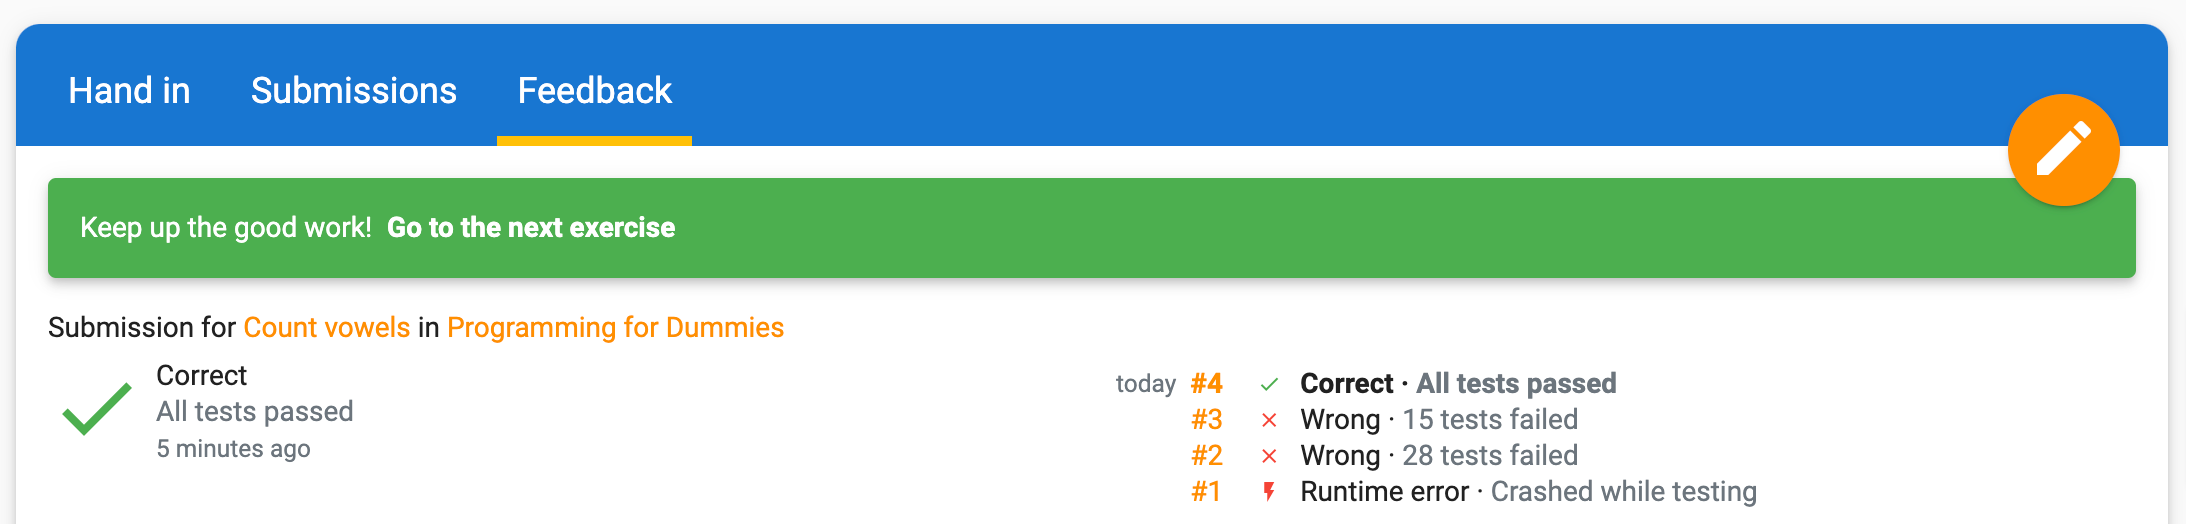 Hand in Submissions Feedback
Keep up the good work! Go to the next exercise
Submission for Count vowels in Programming for Dummies
Correct
All tests passed
5 minutes ago
today #4 Correct · All tests passed
#3 Wrong · 15 tests failed
#2 Wrong · 28 tests failed
#1 Runtime error · Crashed while testing